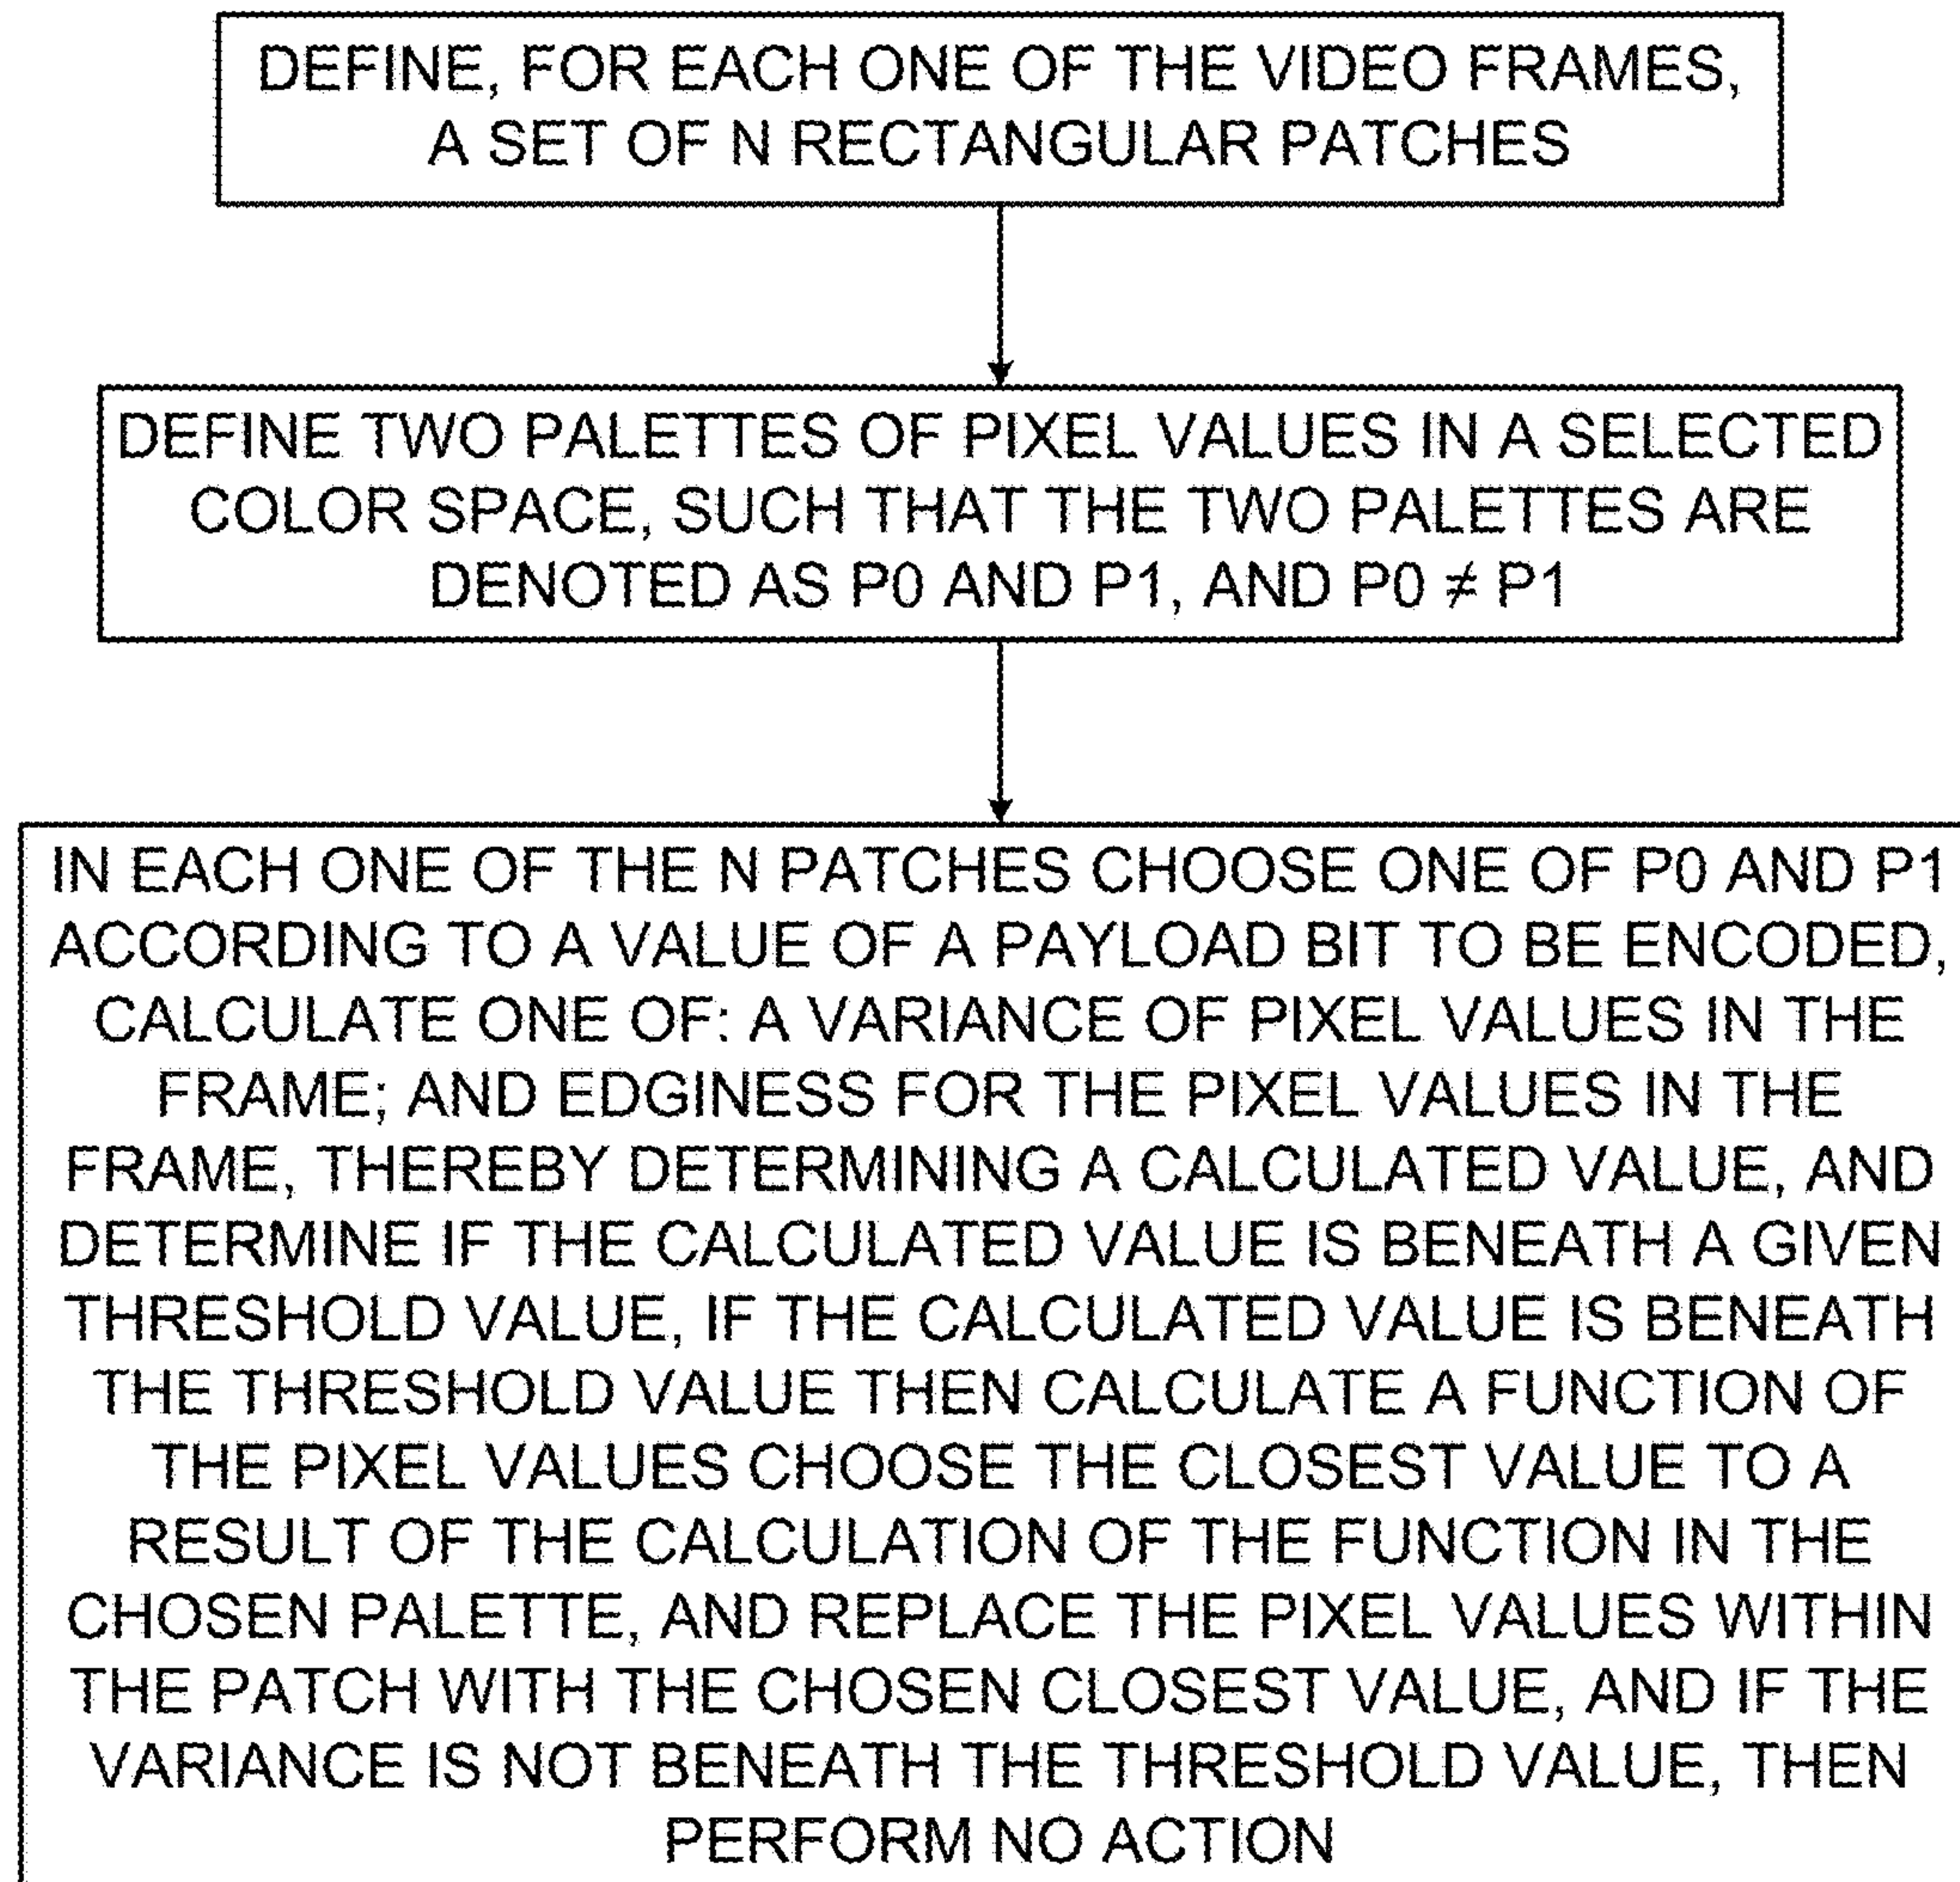 DEFINE, FOR EACH ONE OF THE VIDEO FRAMES,
A SET OF N RECTANGULAR PATCHES
DEFINE TWO PALETTES OF PIXEL VALUES IN A SELECTED
COLOR SPACE, SUCH THAT THE TWO PALETTES ARE
DENOTED AS P0 AND P1, AND P0 ≠ P1
IN EACH ONE OF THE N PATCHES CHOOSE ONE OF P0 AND P1
ACCORDING TO A VALUE OF A PAYLOAD BIT TO BE ENCODED,
CALCULATE ONE OF: A VARIANCE OF PIXEL VALUES IN THE
FRAME; AND EDGINESS FOR THE PIXEL VALUES IN THE
FRAME, THEREBY DETERMINING A CALCULATED VALUE, AND
DETERMINE IF THE CALCULATED VALUE IS BENEATH A GIVEN
THRESHOLD VALUE, IF THE CALCULATED VALUE IS BENEATH
THE THRESHOLD VALUE THEN CALCULATE A FUNCTION OF
THE PIXEL VALUES CHOOSE THE CLOSEST VALUE TO A
RESULT OF THE CALCULATION OF THE FUNCTION IN THE
CHOSEN PALETTE, AND REPLACE THE PIXEL VALUES WITHIN
THE PATCH WITH THE CHOSEN CLOSEST VALUE, AND IF THE
VARIANCE IS NOT BENEATH THE THRESHOLD VALUE, THEN
PERFORM NO ACTION